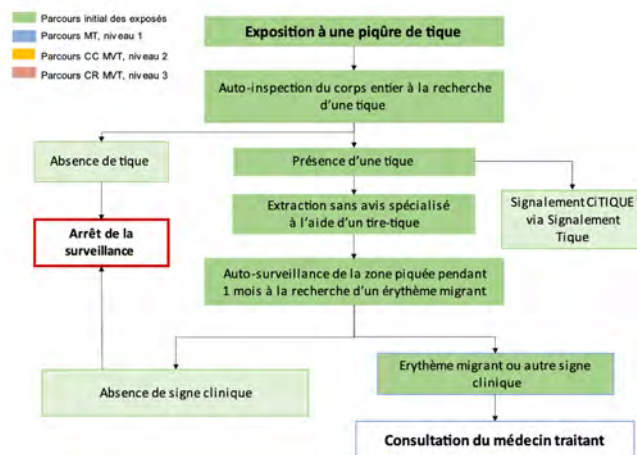 Parcours initial des exposés
Parcours MT, niveau 1
Parcours CC MVT, niveau 2
Parcours CR MVT, niveau 3
Exposition à une piqûre de tique
Auto-inspection du corps entier à la recherche
d'une tique
Absence de tique
Présence d'une tique
Extraction sans avis spécialisé
à l'aide d'un tire-tique
Signalement CiTIQUE
via Signalement
Tique
Arrêt de la
surveillance
Auto-surveillance de la zone piquée pendant
1 mois à la recherche d'un érythème migrant
Absence de signe clinique
Erythème migrant ou autre signe
clinique
Consultation du médecin traitant